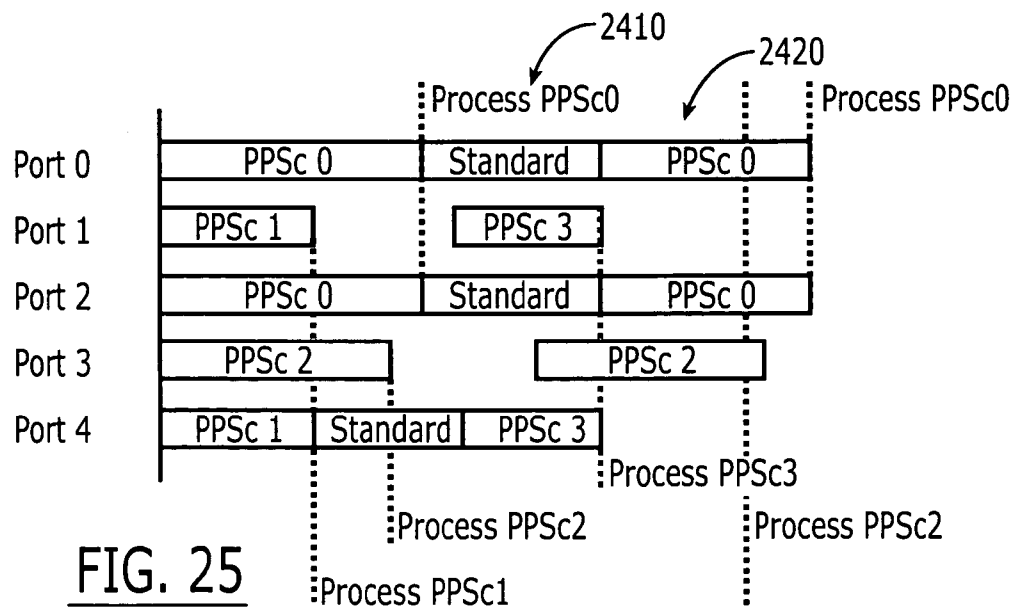 2410
2420
Process PPSc0
Process PPSc0
Port 0 PPSc 0 Standard PPSc 0
Port 1 PPSc 1 PPSc 3
Port 2 PPSc 0 Standard PPSc 0
Port 3 PPSc 2 PPSc 2
Port 4 PPSc 1 Standard PPSc 3
Process PPSc3
Process PPSc2
Process PPSc2
Process PPSc1
FIG. 25